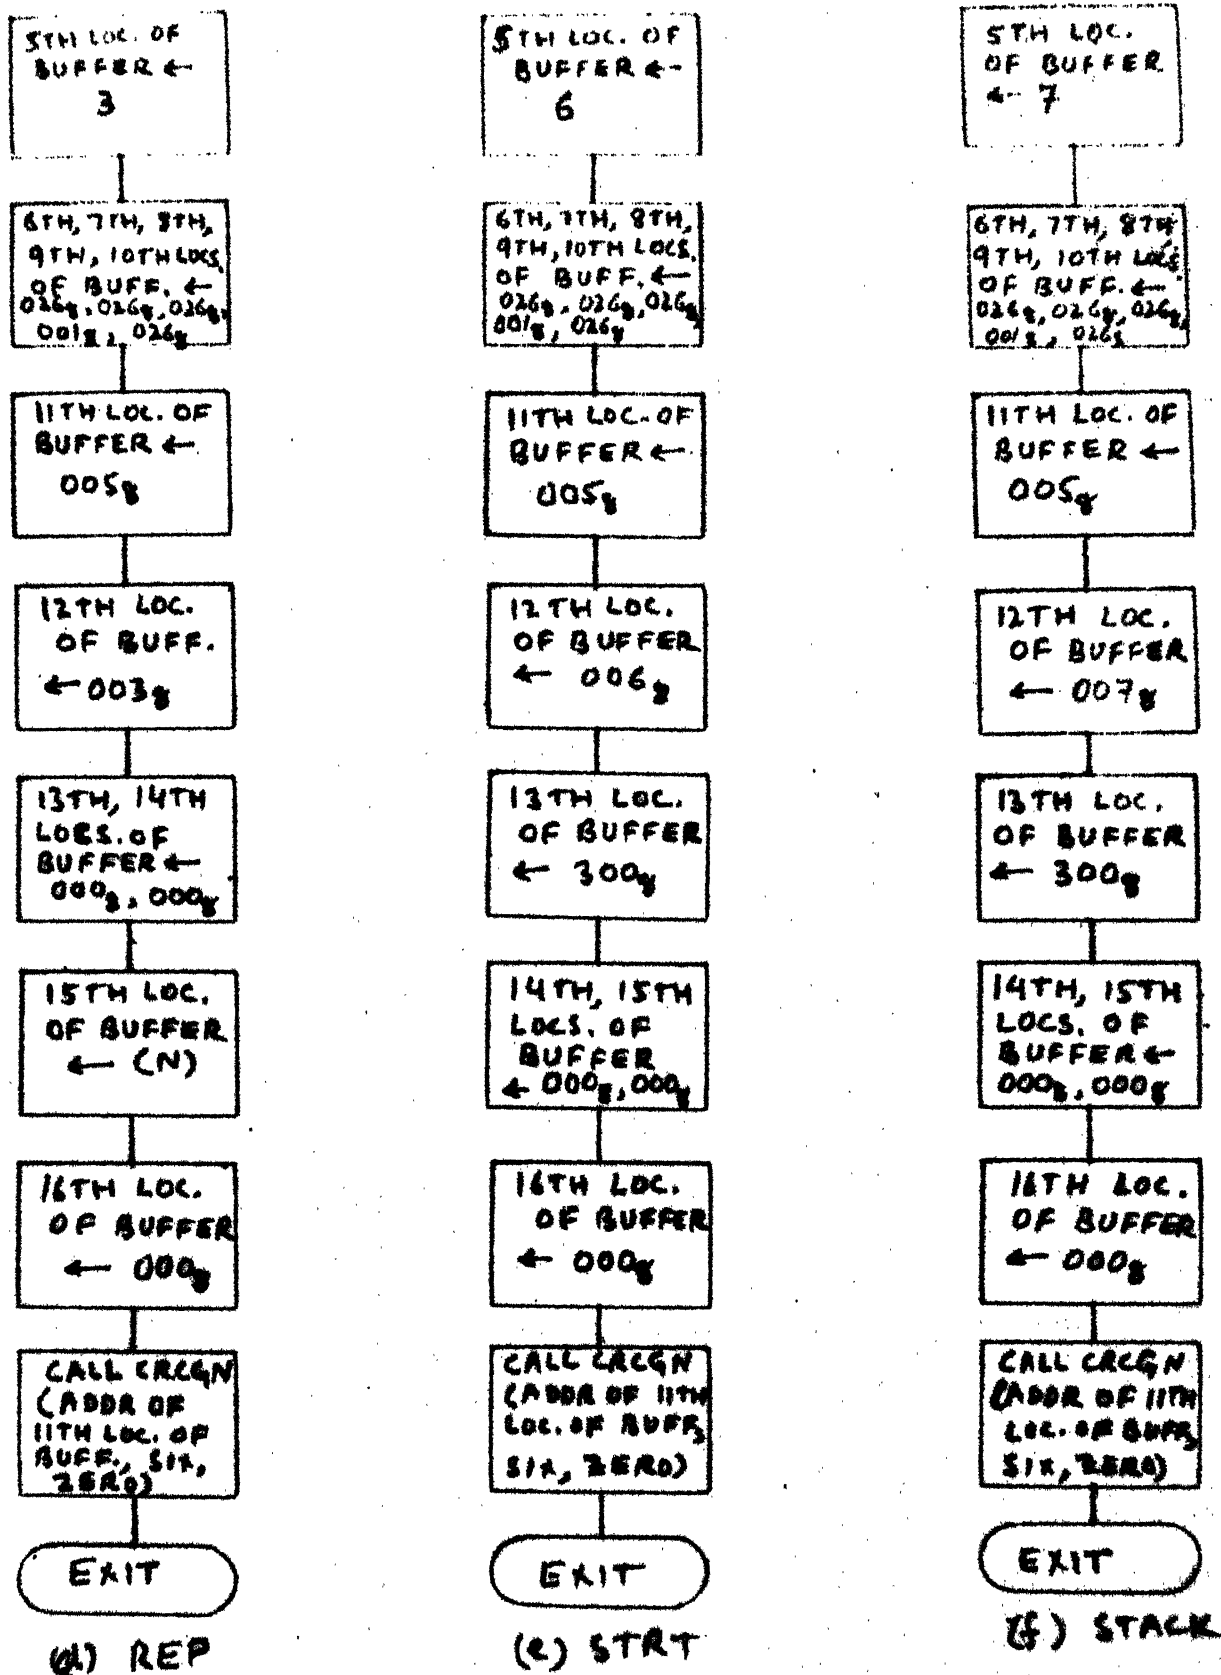 5TH LOC. OF
BUFFER ←
3
6TH, 7TH, 8TH,
9TH, 10TH LOCS.
OF BUFF. ←
026₈, 026₈, 026₈,
001₈, 026₈
11TH LOC. OF
BUFFER ←
005₈
12TH LOC.
OF BUFF.
← 003₈
13TH, 14TH
LOCS. OF
BUFFER ←
000₈, 000₈
15TH LOC.
OF BUFFER
← (N)
16TH LOC.
OF BUFFER
← 000₈
CALL CRCGN
(ADDR OF
11TH LOC. OF
BUFF., SIX,
ZERO)
EXIT
(d) REP
5TH LOC. OF
BUFFER ←
6
6TH, 7TH, 8TH,
9TH, 10TH LOCS.
OF BUFF. ←
026₈, 026₈, 026₈,
001₈, 026₈
11TH LOC. OF
BUFFER ←
005₈
12TH LOC.
OF BUFFER
← 006₈
13TH LOC.
OF BUFFER
← 300₈
14TH, 15TH
LOCS. OF
BUFFER
← 000₈, 000₈
16TH LOC.
OF BUFFER
← 000₈
CALL CRCGN
(ADDR OF 11TH
LOC. OF BUFF,
SIX, ZERO)
EXIT
(e) STRT
5TH LOC.
OF BUFFER
← 7
6TH, 7TH, 8TH
9TH, 10TH LOCS
OF BUFF. ←
026₈, 026₈, 026₈,
001₈, 026₈
11TH LOC. OF
BUFFER ←
005₈
12TH LOC.
OF BUFFER
← 007₈
13TH LOC.
OF BUFFER
← 300₈
14TH, 15TH
LOCS. OF
BUFFER ←
000₈, 000₈
16TH LOC.
OF BUFFER
← 000₈
CALL CRCGN
(ADDR OF 11TH
LOC. OF BUFF,
SIX, ZERO)
EXIT
(f) STACK